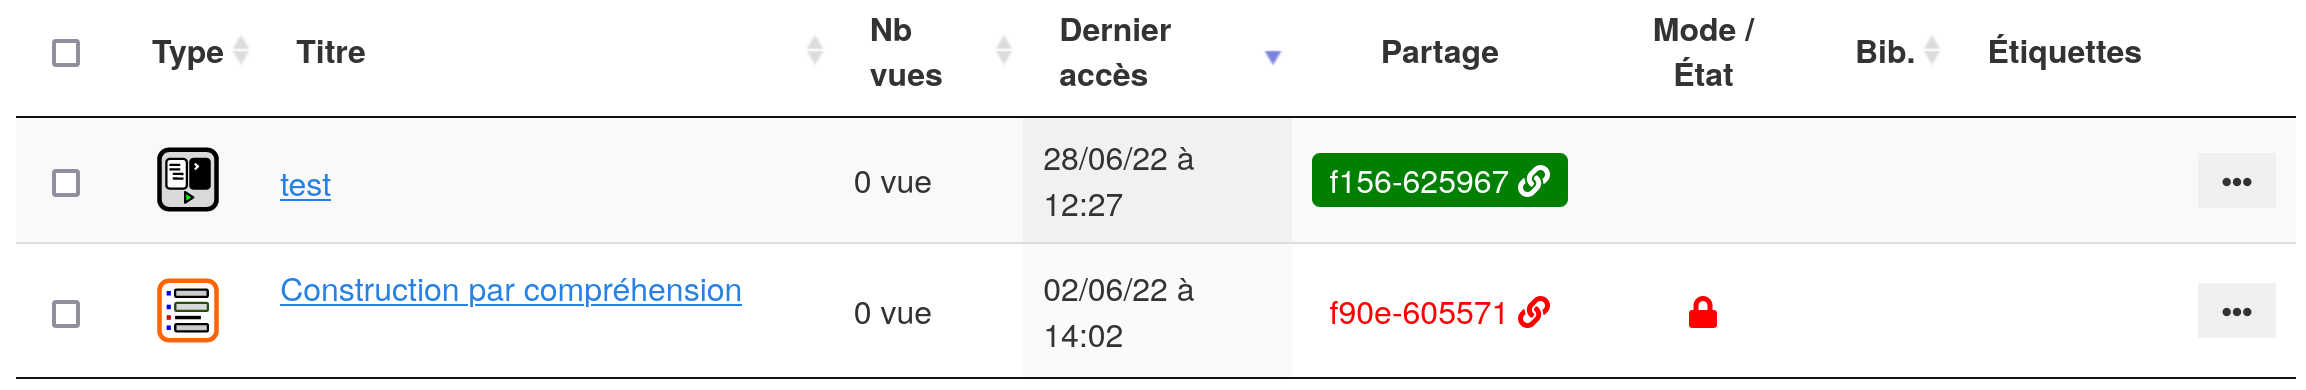 Type Titre Nb vues Dernier accès Partage Mode / État Bib. Étiquettes
test 0 vue 28/06/22 à 12:27 f156-625967
Construction par compréhension 0 vue 02/06/22 à 14:02 f90e-605571